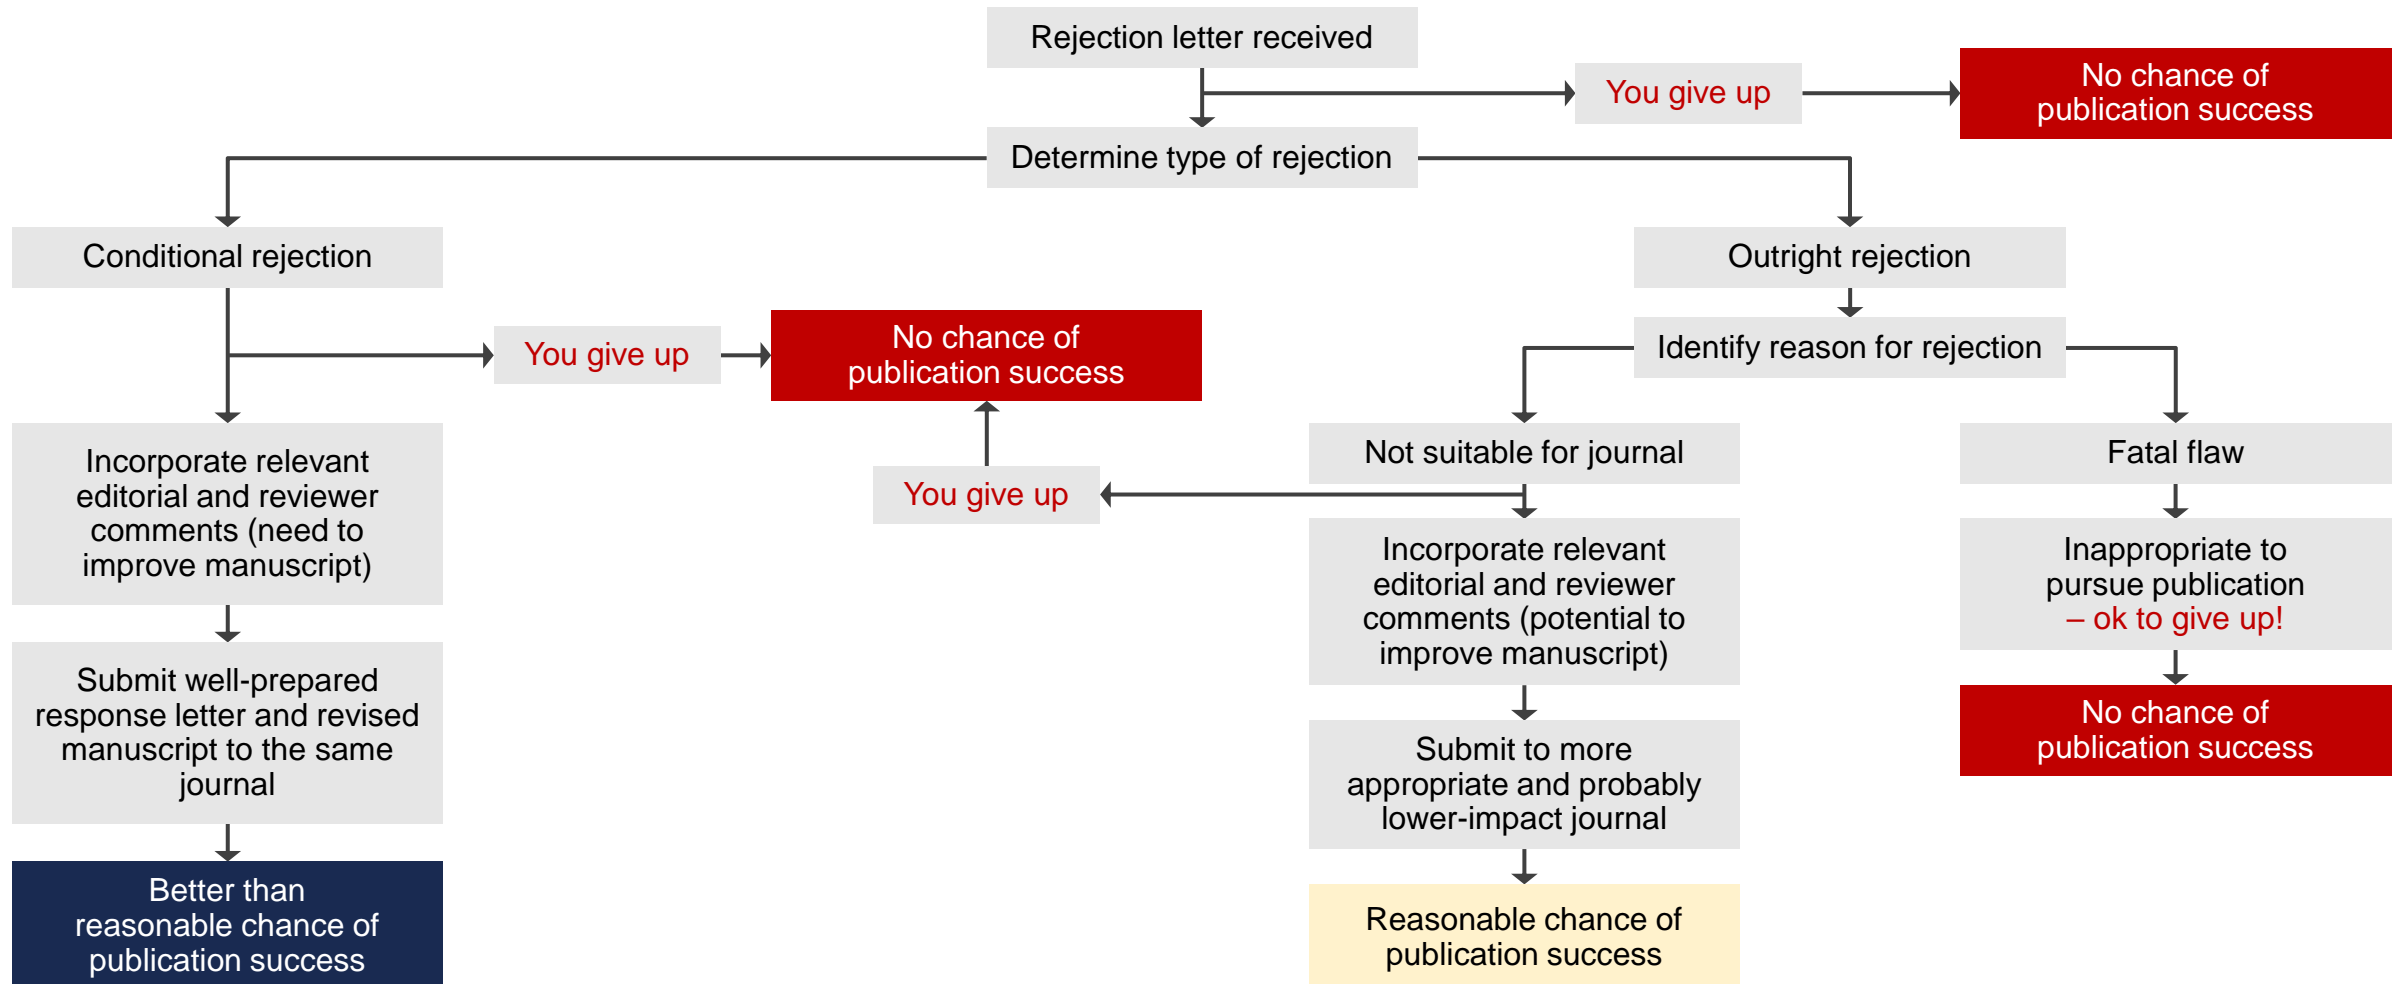 Rejection letter received
You give up
No chance of
publication success
Determine type of rejection
Conditional rejection
Outright rejection
You give up
No chance of
publication success
Identify reason for rejection
Incorporate relevant
editorial and reviewer
comments (need to
improve manuscript)
You give up
Not suitable for journal
Fatal flaw
Incorporate relevant
editorial and reviewer
comments (potential to
improve manuscript)
Inappropriate to
pursue publication
– ok to give up!
Submit well-prepared
response letter and revised
manuscript to the same
journal
Submit to more
appropriate and probably
lower-impact journal
No chance of
publication success
Better than
reasonable chance of
publication success
Reasonable chance of
publication success